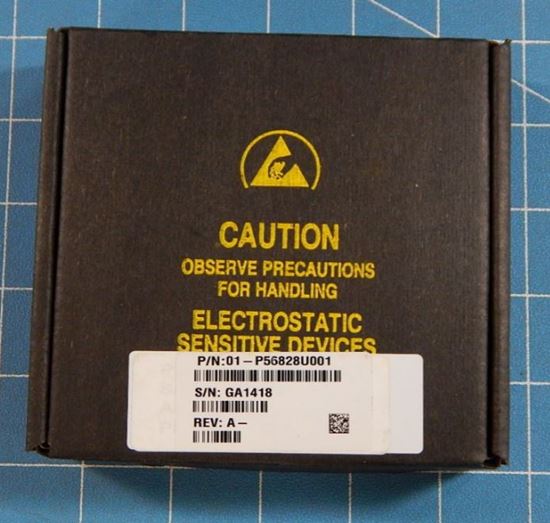 CAUTION
OBSERVE PRECAUTIONS
FOR HANDLING
ELECTROSTATIC
SENSITIVE DEVICES
P/N:01-P56828U001
S/N: GA1418
REV: A-